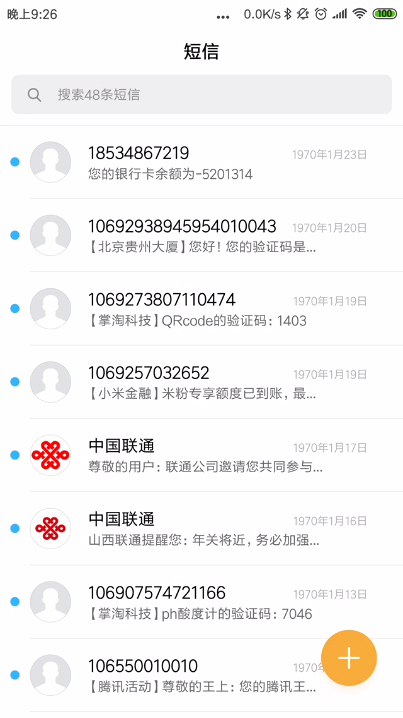 晚上9:26
... 0.0K/s 100
短信
搜索48条短信
18534867219 1970年1月23日
您的银行卡余额为-5201314
10692938945954010043 1970年1月20日
【北京贵州大厦】您好！您的验证码是...
1069273807110474 1970年1月19日
【掌淘科技】QRcode的验证码：1403
1069257032652 1970年1月19日
【小米金融】米粉专享额度已到账，最...
中国联通 1970年1月17日
尊敬的用户：联通公司邀请您共同参与...
中国联通 1970年1月16日
山西联通提醒您：年关将近，务必加强...
106907574721166 1970年1月13日
【掌淘科技】ph酸度计的验证码：7046
106550010010 1970
【腾讯活动】尊敬的王上：您的腾讯王...